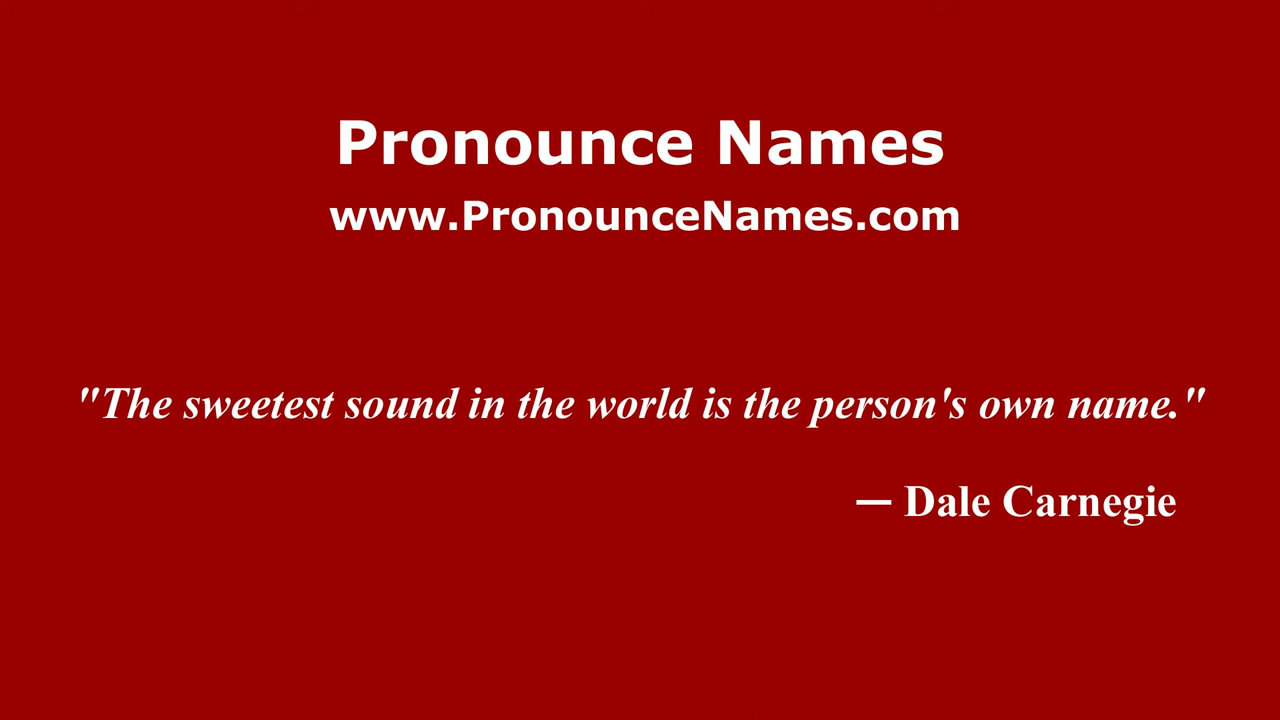 Pronounce Names
www.PronounceNames.com
"The sweetest sound in the world is the person's own name."
— Dale Carnegie